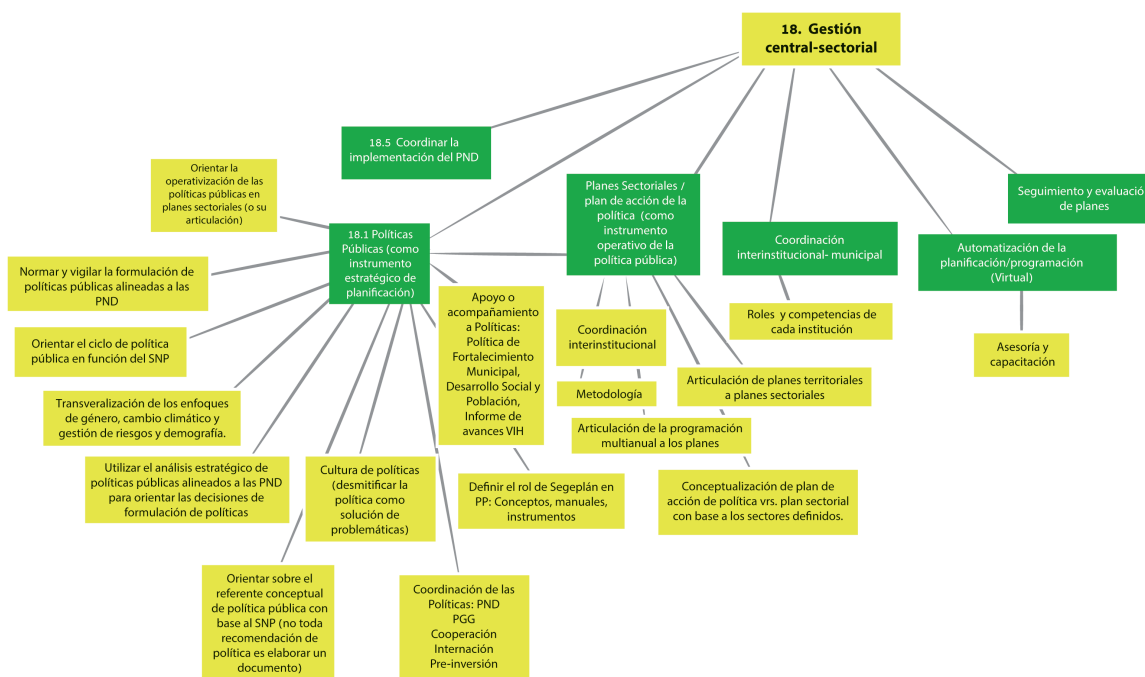 18. Gestión
central-sectorial
18.5 Coordinar la
implementación del PND
Orientar la
operativización de las
políticas públicas en
planes sectoriales (o su
articulación)
Planes Sectoriales /
plan de acción de la
política (como
instrumento
operativo de la
política pública)
Seguimiento y evaluació
de planes
18.1 Políticas
Públicas (como
instrumento
estratégico de
planificación)
Coordinación
interinstitucional- municipal
Automatización de la
planificación/programación
(Virtual)
Normar y vigilar la formulación de
políticas públicas alineadas a las
PND
Apoyo o
acompañamiento
a Políticas:
Política de
Fortalecimiento
Municipal,
Desarrollo Social y
Población,
Informe de
avances VIH
Coordinación
interinstitucional
Roles y competencias de
cada institución
Orientar el ciclo de política
pública en función del SNP
Asesoría y
capacitación
Metodología
Articulación de planes territoriales
a planes sectoriales
Transveralización de los enfoques
de género, cambio climático y
gestión de riesgos y demografía.
Articulación de la programación
multianual a los planes
Utilizar el análisis estratégico de
políticas públicas alineados a las PND
para orientar las decisiones de
formulación de políticas
Cultura de políticas
(desmitificar la
política como
solución de
problemáticas)
Definir el rol de Segeplán en
PP: Conceptos, manuales,
instrumentos
Conceptualización de plan de
acción de política vrs. plan sectorial
con base a los sectores definidos.
Orientar sobre el
referente conceptual
de política pública con
base al SNP (no toda
recomendación de
política es elaborar un
documento)
Coordinación de las
Políticas: PND
PGG
Cooperación
Internación
Pre-inversión